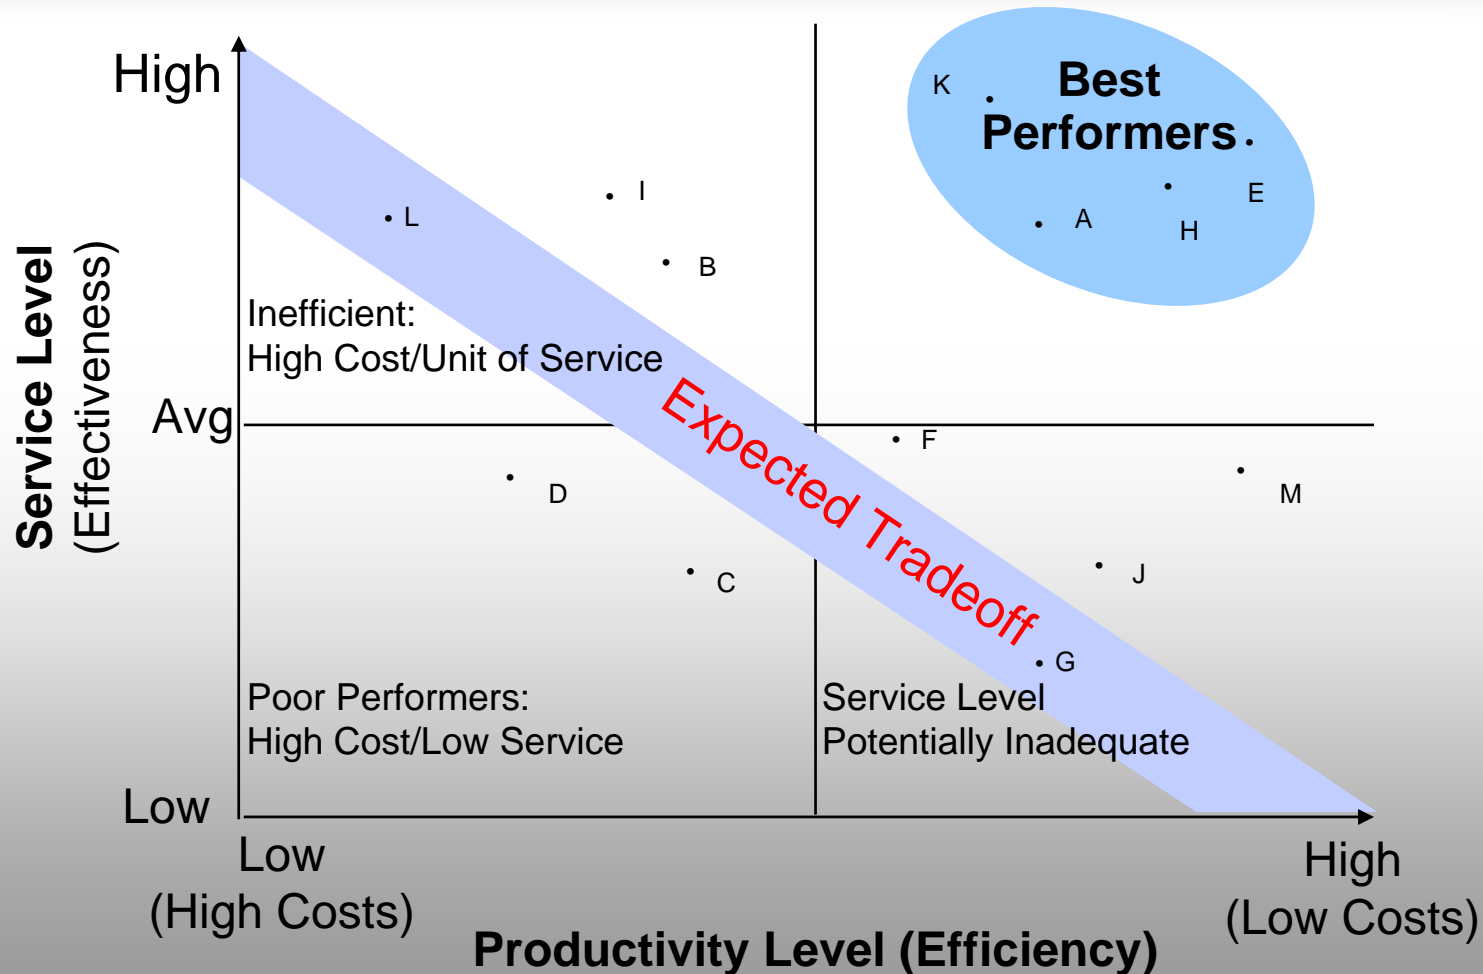 High
K
Best
Performers
I
E
L
A
H
B
Service Level
(Effectiveness)
Inefficient:
High Cost/Unit of Service
Expected Tradeoff
Avg
F
D
M
C
J
G
Poor Performers:
High Cost/Low Service
Service Level
Potentially Inadequate
Low
Low
(High Costs)
High
(Low Costs)
Productivity Level (Efficiency)